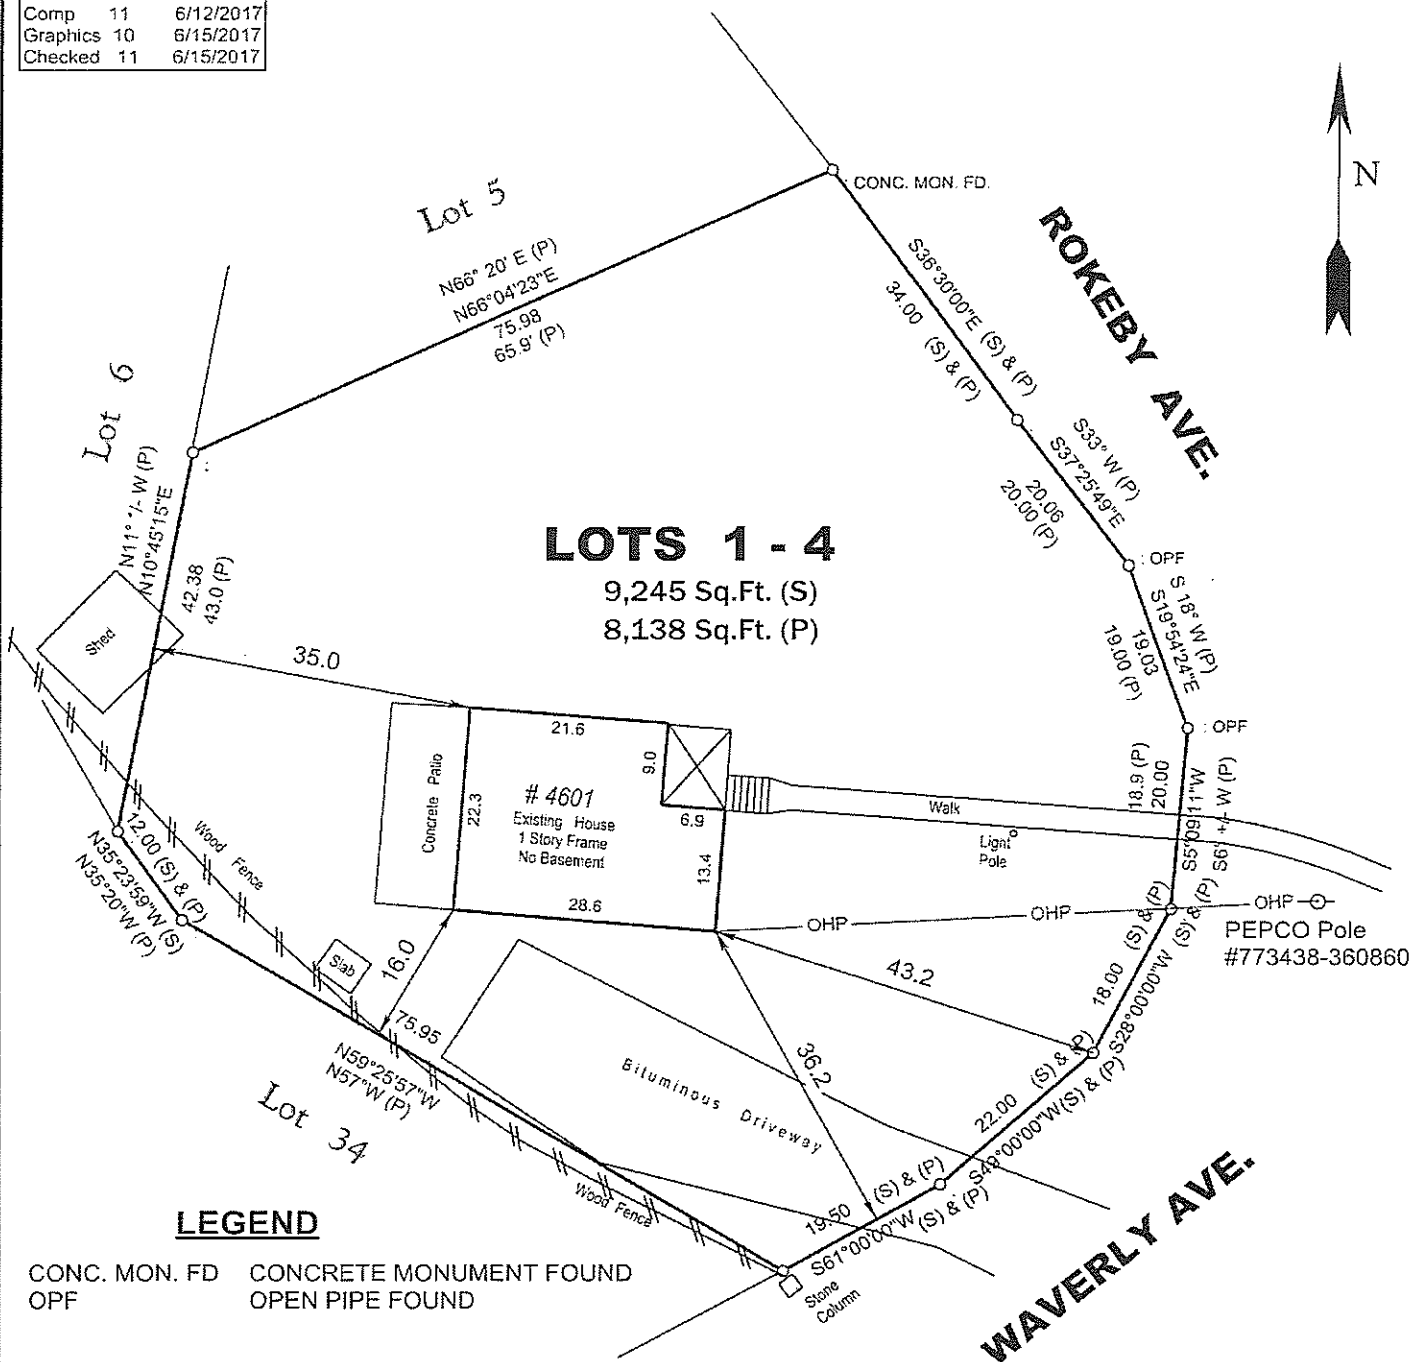 Comp 11 6/12/2017
Graphics 10 6/15/2017
Checked 11 6/15/2017
N
CONC. MON. FD.
Lot 5
N66° 20' E (P)
N66°04'23"E
75.98
65.9' (P)
ROKEBY AVE.
S36°30'00"E (S) & (P)
34.00 (S) & (P)
Lot 6
N11° +/- W (P)
N10°45'15"E
42.38
43.0 (P)
S33° W (P)
S37°25'49"E
20.06
20.00 (P)
LOTS 1 - 4
9,245 Sq.Ft. (S)
8,138 Sq.Ft. (P)
: OPF
S 18° W (P)
S19°54'24"E
19.03
19.00 (P)
Shed
35.0
: OPF
21.6
9.0
Concrete Patio
22.3
# 4601
Existing House
1 Story Frame
No Basement
6.9
13.4
28.6
Walk
Light
Pole
18.9 (P)
20.00
S5°09'11"W
S6° +/- W (P)
12.00 (S) & (P)
N35°23'59"W (S)
N35°20"W (P)
Wood Fence
OHP
OHP
OHP
PEPCO Pole
#773438-360860
Slab
16.0
43.2
18.00 (S) & (P)
S28°00'00"W (S) & (P)
75.95
N59°25'57"W
N57°W (P)
36.2
Bituminous Driveway
22.00 (S) & (P)
S49°00'00"W (S) & (P)
Lot 34
Wood Fence
19.50 (S) & (P)
S61°00'00"W (S) & (P)
Stone
Column
WAVERLY AVE.
LEGEND
CONC. MON. FD CONCRETE MONUMENT FOUND
OPF OPEN PIPE FOUND